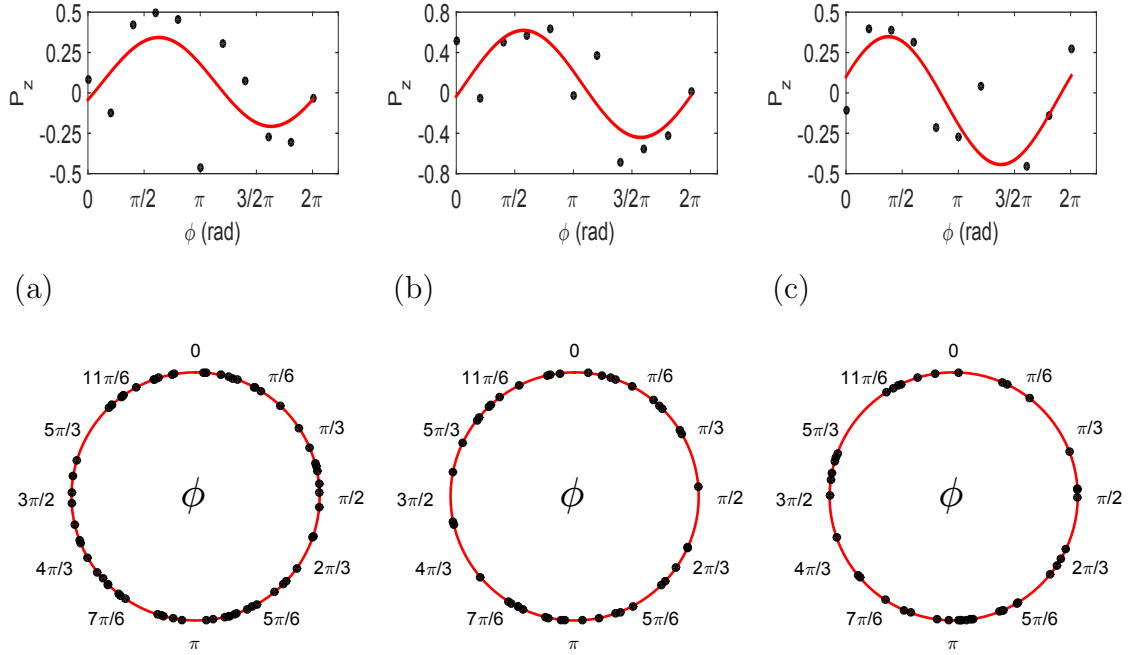 0.5
0.25
0
-0.25
-0.5
P_z
0
π/2
π
3/2π
2π
ϕ (rad)
0.8
0.4
0
-0.4
-0.8
P_z
0
π/2
π
3/2π
2π
ϕ (rad)
0.5
0.25
0
-0.25
-0.5
P_z
0
π/2
π
3/2π
2π
ϕ (rad)
(a)
(b)
(c)
0
π/6
π/3
π/2
2π/3
5π/6
π
7π/6
4π/3
3π/2
5π/3
11π/6
ϕ
0
π/6
π/3
π/2
2π/3
5π/6
π
7π/6
4π/3
3π/2
5π/3
11π/6
ϕ
0
π/6
π/3
π/2
2π/3
5π/6
π
7π/6
4π/3
3π/2
5π/3
11π/6
ϕ